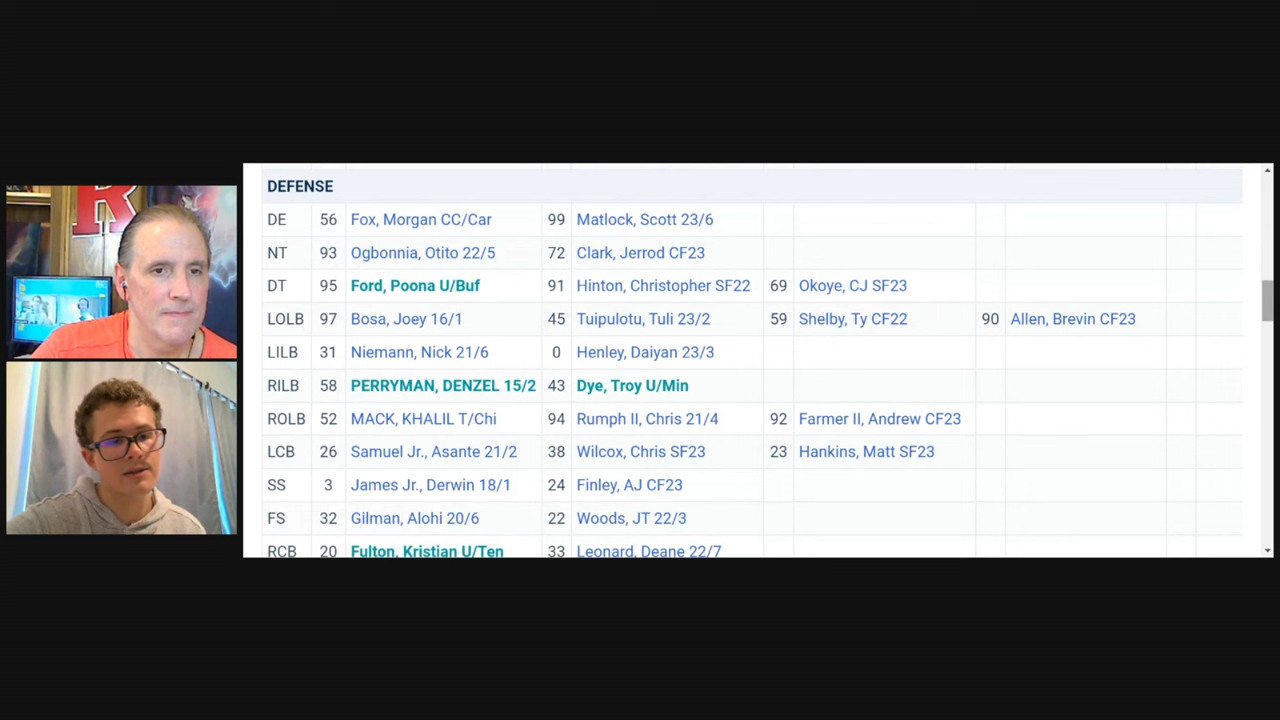 R
DEFENSE
DE 56 Fox, Morgan CC/Car 99 Matlock, Scott 23/6
NT 93 Ogbonnia, Otito 22/5 72 Clark, Jerrod CF23
DT 95 Ford, Poona U/Buf 91 Hinton, Christopher SF22 69 Okoye, CJ SF23
LOLB 97 Bosa, Joey 16/1 45 Tuipulotu, Tuli 23/2 59 Shelby, Ty CF22 90 Allen, Brevin CF23
LILB 31 Niemann, Nick 21/6 0 Henley, Daiyan 23/3
RILB 58 PERRYMAN, DENZEL 15/2 43 Dye, Troy U/Min
ROLB 52 MACK, KHALIL T/Chi 94 Rumph II, Chris 21/4 92 Farmer II, Andrew CF23
LCB 26 Samuel Jr., Asante 21/2 38 Wilcox, Chris SF23 23 Hankins, Matt SF23
SS 3 James Jr., Derwin 18/1 24 Finley, AJ CF23
FS 32 Gilman, Alohi 20/6 22 Woods, JT 22/3
RCB 20 Fulton, Kristian U/Ten 33 Leonard, Deane 22/7